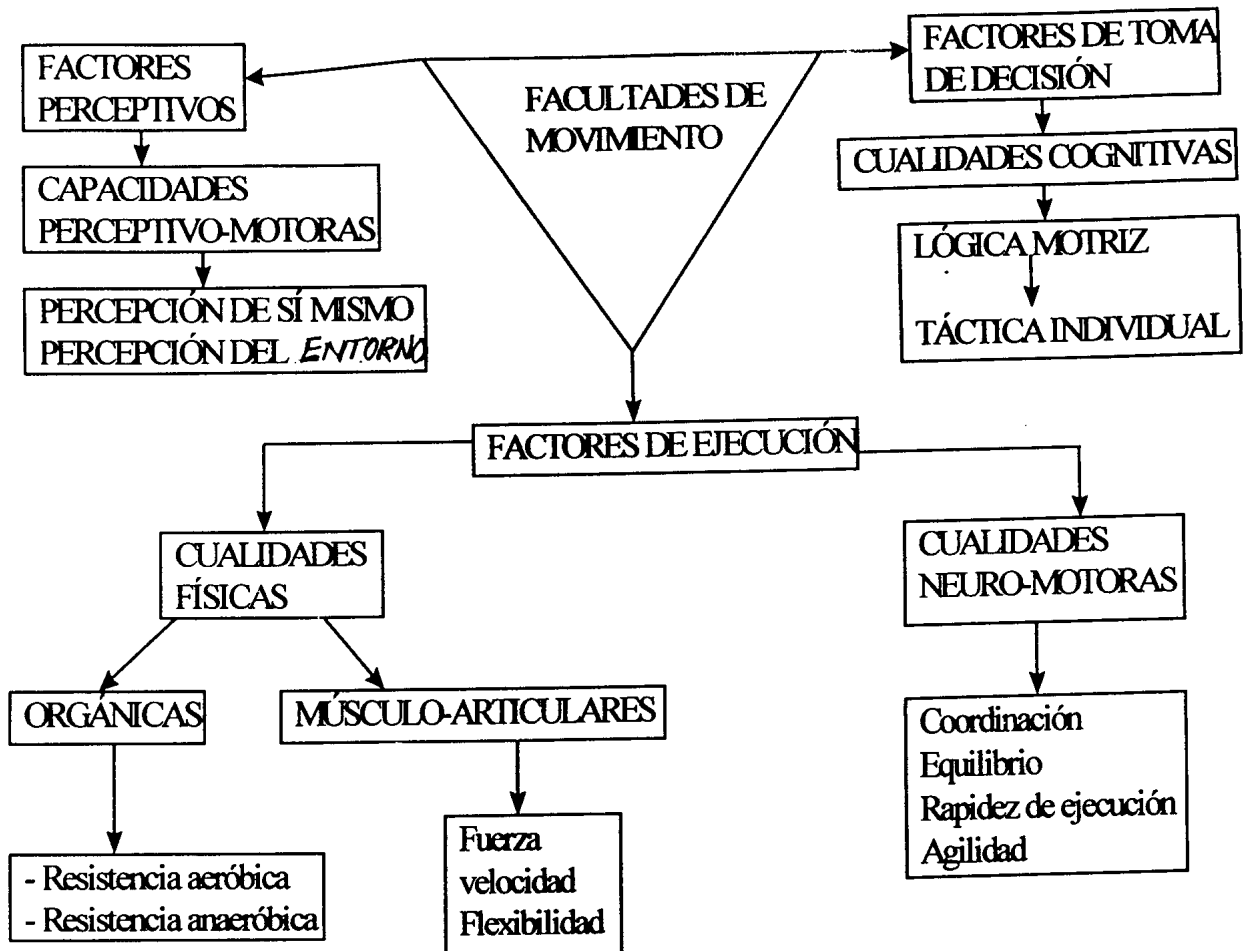 FACTORES
PERCEPTIVOS
CAPACIDADES
PERCEPTIVO-MOTORAS
PERCEPCIÓN DE SÍ MISMO
PERCEPCIÓN DEL ENTORNO
FACULTADES DE
MOVIMIENTO
FACTORES DE TOMA
DE DECISIÓN
CUALIDADES COGNITIVAS
LÓGICA MOTRIZ
TÁCTICA INDIVIDUAL
FACTORES DE EJECUCIÓN
CUALIDADES
FÍSICAS
ORGÁNICAS
- Resistencia aeróbica
- Resistencia anaeróbica
MÚSCULO-ARTICULARES
Fuerza
velocidad
Flexibilidad
CUALIDADES
NEURO-MOTORAS
Coordinación
Equilibrio
Rapidez de ejecución
Agilidad